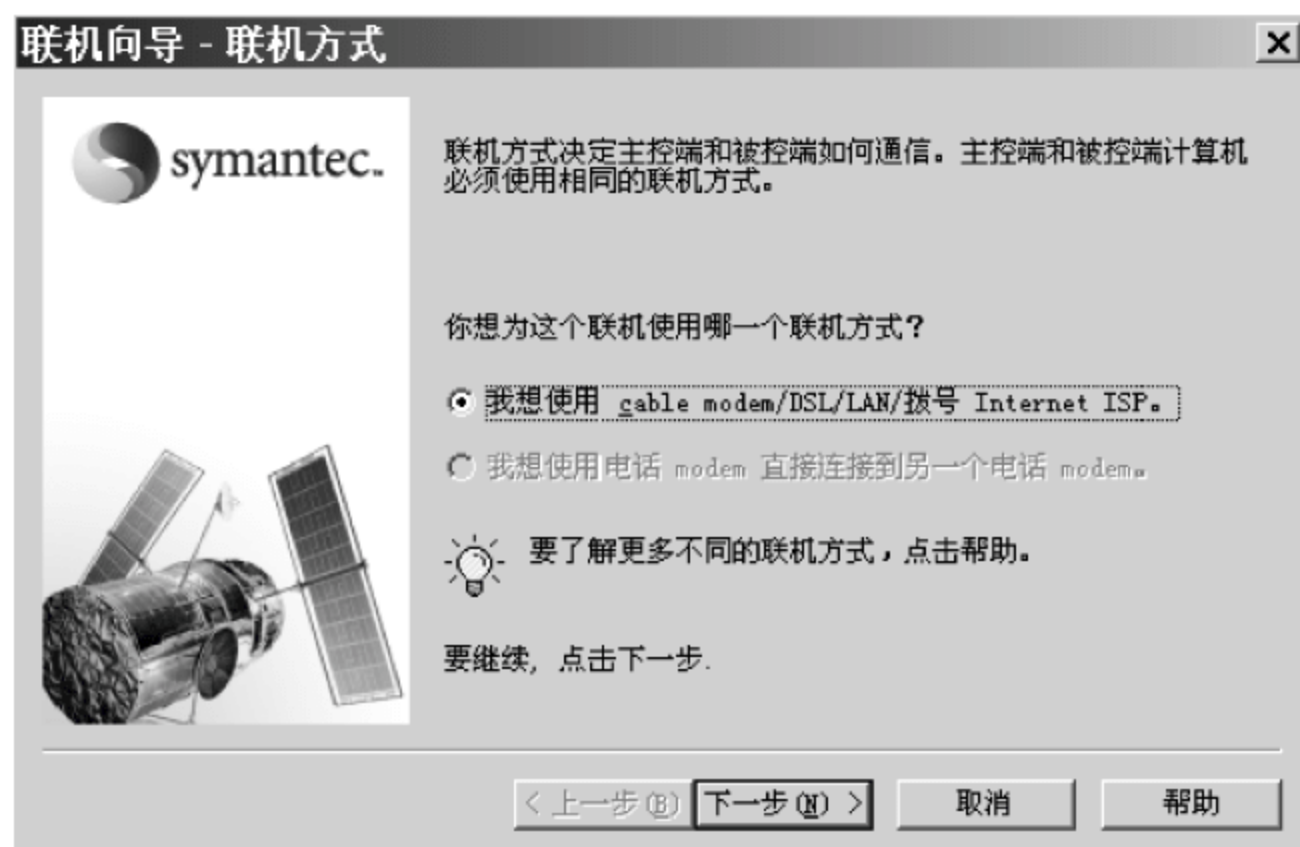 联机向导 - 联机方式
symantec.
联机方式决定主控端和被控端如何通信。主控端和被控端计算机
必须使用相同的联机方式。
你想为这个联机使用哪一个联机方式?
我想使用 cable modem/DSL/LAN/拨号 Internet ISP。
我想使用电话 modem 直接连接到另一个电话 modem。
要了解更多不同的联机方式，点击帮助。
要继续, 点击下一步.
< 上一步(B) 下一步(N) > 取消 帮助